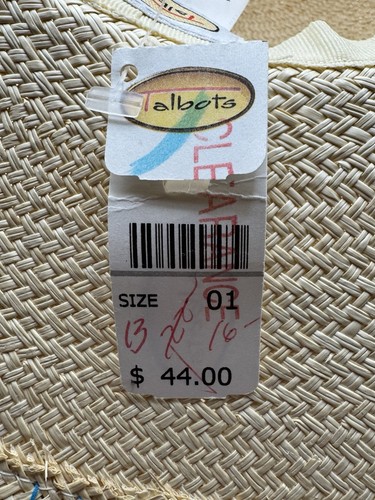 Talbots
CLEARANCE
SIZE 01
13 16-
$ 44.00